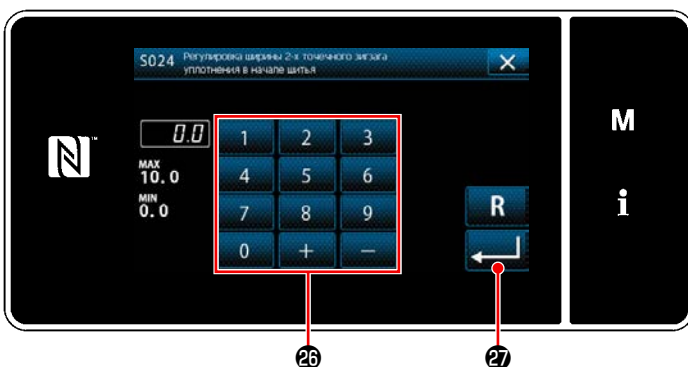 S024 Регулировка ширины 2-х точечного зигзага
уплотнения в начале шитья
0.0
MAX
10.0
MIN
0.0
1 2 3
4 5 6
7 8 9
0 + −
R
M
i
N
㉖ ㉗